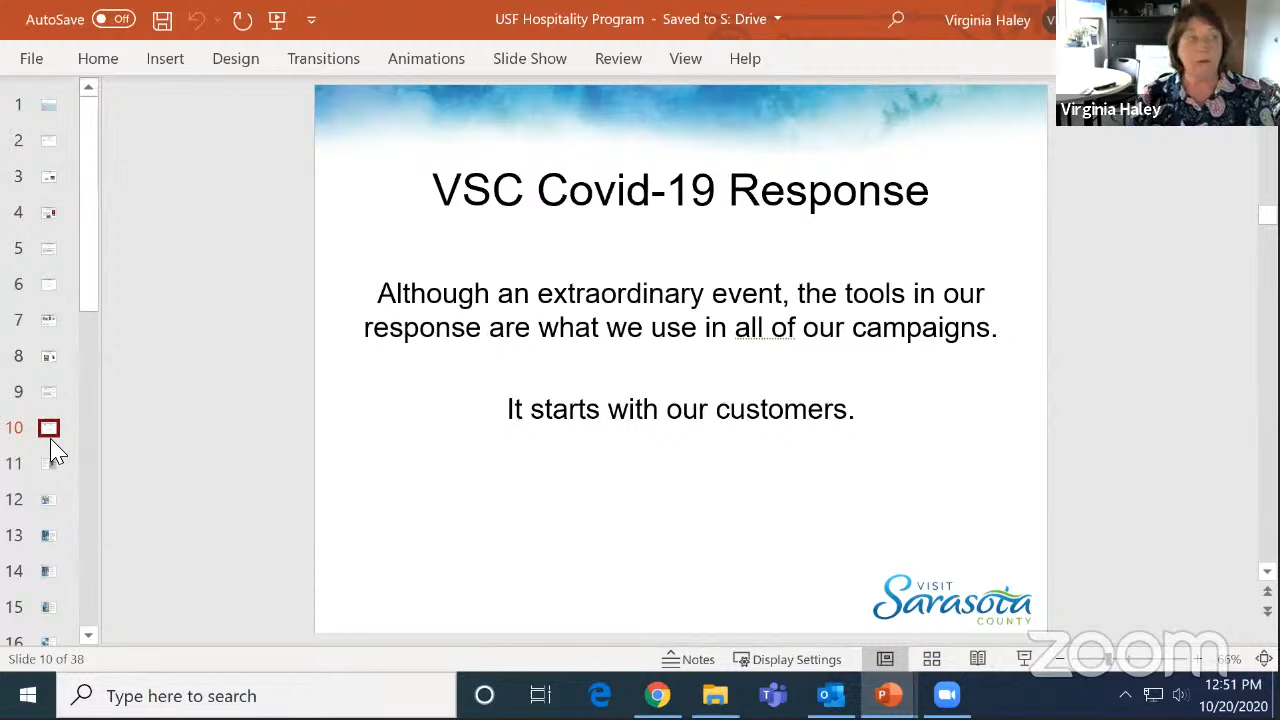 AutoSave Off
USF Hospitality Program - Saved to S: Drive
Virginia Haley
File Home Insert Design Transitions Animations Slide Show Review View Help
Virginia Haley
1
2
3
4
5
6
7
8
9
10
11
12
13
14
15
16
VSC Covid-19 Response
Although an extraordinary event, the tools in our
response are what we use in all of our campaigns.
It starts with our customers.
VISIT
Sarasota
COUNTY
Slide 10 of 38
Notes
Display Settings
zoom
Type here to search
12:51 PM
10/20/2020